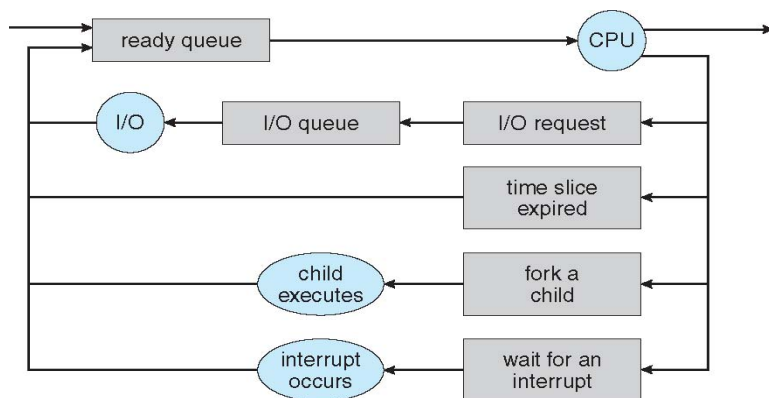 ready queue
CPU
I/O
I/O queue
I/O request
time slice
expired
child
executes
fork a
child
interrupt
occurs
wait for an
interrupt